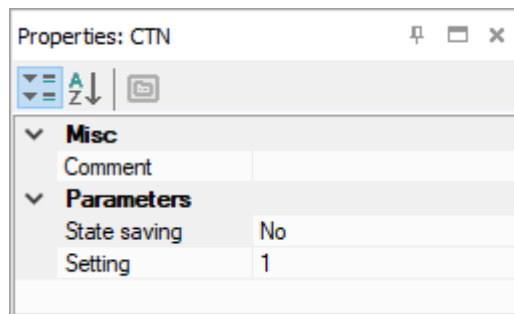 Properties: CTN
Misc
Comment
Parameters
State saving No
Setting 1